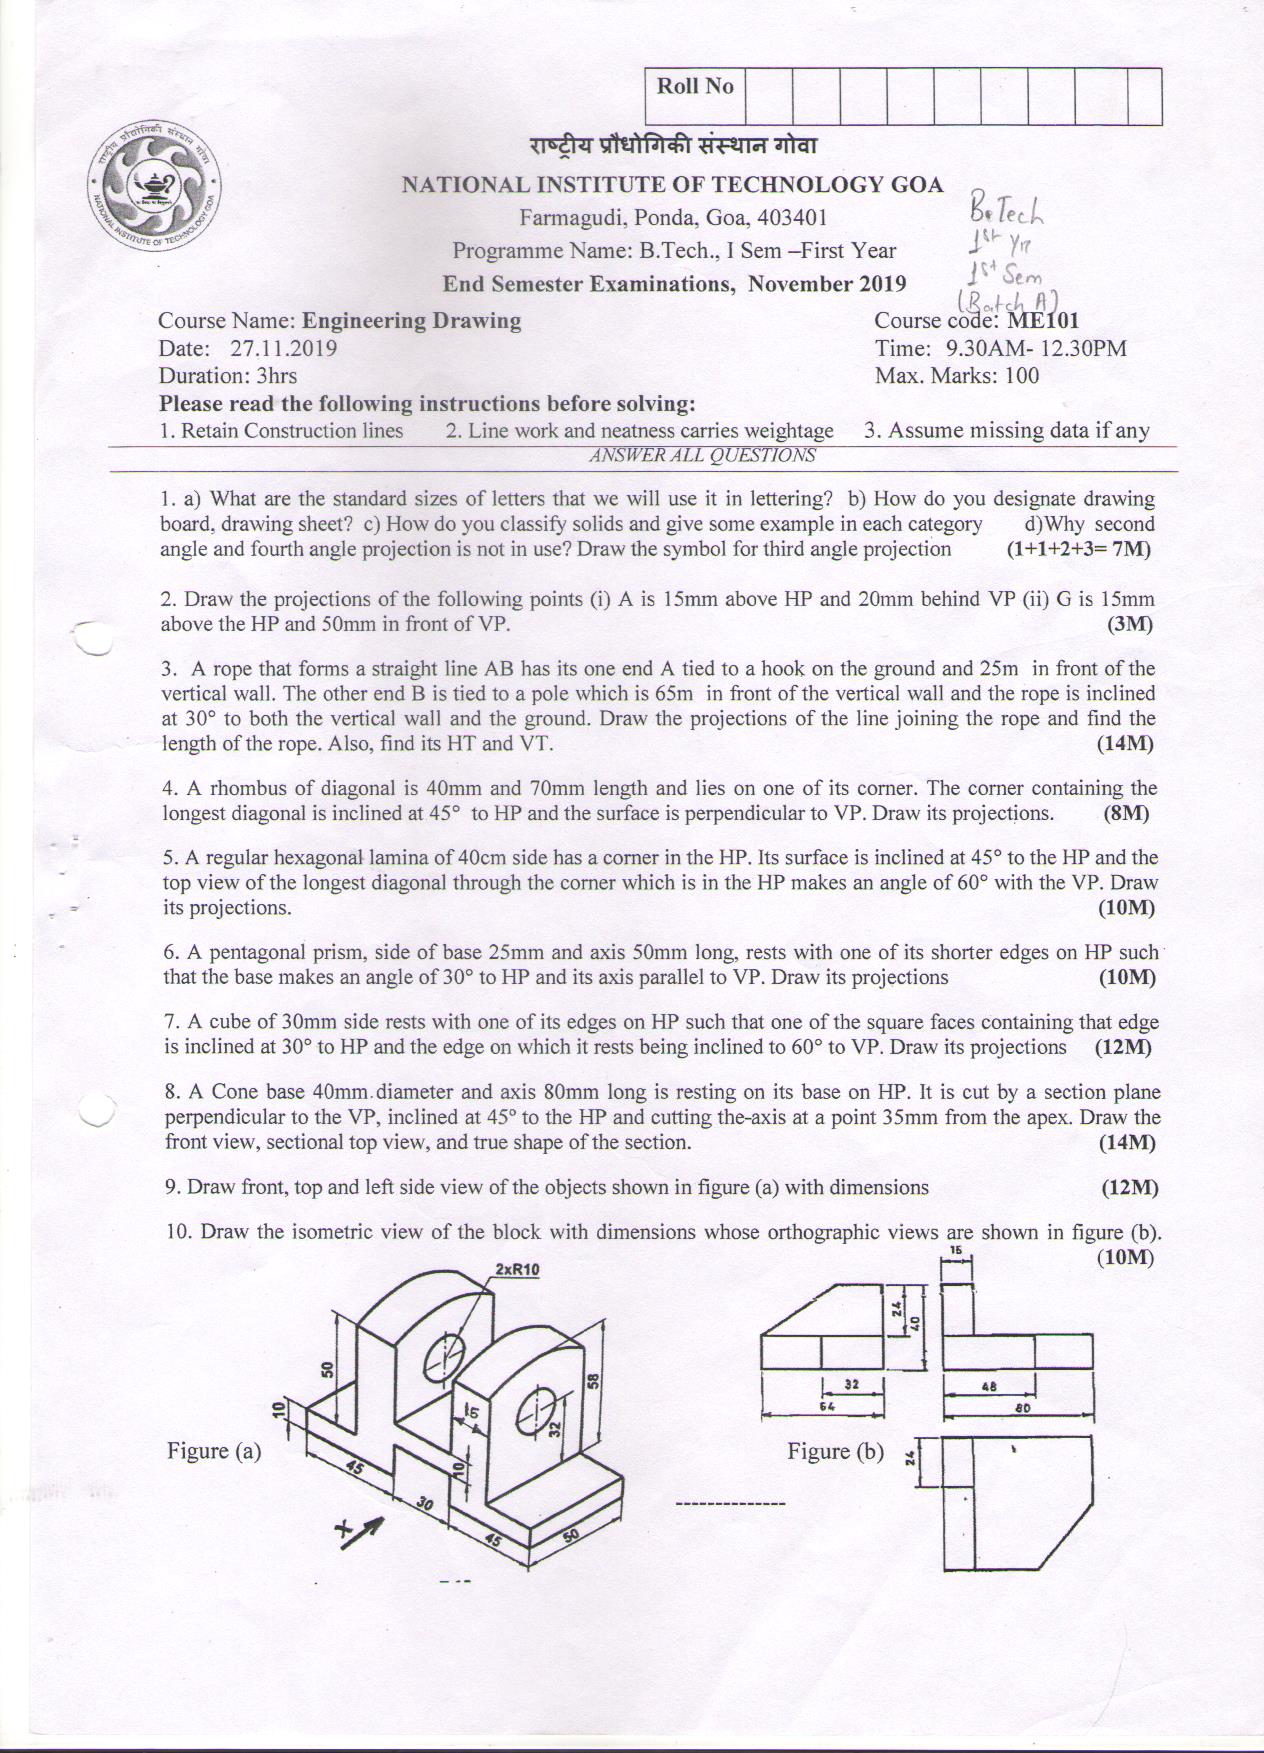 Roll No
राष्ट्रीय प्रौधोगिकी संस्थान गोवा
राष्ट्रीय प्रौद्योगिकी संस्थान गोवा
NATIONAL INSTITUTE OF TECHNOLOGY GOA
NATIONAL INSTITUTE OF TECHNOLOGY GOA
Farmagudi, Ponda, Goa, 403401
Programme Name: B.Tech., I Sem –First Year
End Semester Examinations, November 2019
B.Tech
1st Yr
1st Sem
(Batch A)
Course Name: Engineering Drawing Course code: ME101
Date: 27.11.2019 Time: 9.30AM- 12.30PM
Duration: 3hrs Max. Marks: 100
Please read the following instructions before solving:
1. Retain Construction lines 2. Line work and neatness carries weightage 3. Assume missing data if any
ANSWER ALL QUESTIONS
1. a) What are the standard sizes of letters that we will use it in lettering? b) How do you designate drawing
board, drawing sheet? c) How do you classify solids and give some example in each category d)Why second
angle and fourth angle projection is not in use? Draw the symbol for third angle projection (1+1+2+3= 7M)
2. Draw the projections of the following points (i) A is 15mm above HP and 20mm behind VP (ii) G is 15mm
above the HP and 50mm in front of VP. (3M)
3. A rope that forms a straight line AB has its one end A tied to a hook on the ground and 25m in front of the
vertical wall. The other end B is tied to a pole which is 65m in front of the vertical wall and the rope is inclined
at 30° to both the vertical wall and the ground. Draw the projections of the line joining the rope and find the
length of the rope. Also, find its HT and VT. (14M)
4. A rhombus of diagonal is 40mm and 70mm length and lies on one of its corner. The corner containing the
longest diagonal is inclined at 45° to HP and the surface is perpendicular to VP. Draw its projections. (8M)
5. A regular hexagonal lamina of 40cm side has a corner in the HP. Its surface is inclined at 45° to the HP and the
top view of the longest diagonal through the corner which is in the HP makes an angle of 60° with the VP. Draw
its projections. (10M)
6. A pentagonal prism, side of base 25mm and axis 50mm long, rests with one of its shorter edges on HP such
that the base makes an angle of 30° to HP and its axis parallel to VP. Draw its projections (10M)
7. A cube of 30mm side rests with one of its edges on HP such that one of the square faces containing that edge
is inclined at 30° to HP and the edge on which it rests being inclined to 60° to VP. Draw its projections (12M)
8. A Cone base 40mm diameter and axis 80mm long is resting on its base on HP. It is cut by a section plane
perpendicular to the VP, inclined at 45° to the HP and cutting the-axis at a point 35mm from the apex. Draw the
front view, sectional top view, and true shape of the section. (14M)
9. Draw front, top and left side view of the objects shown in figure (a) with dimensions (12M)
10. Draw the isometric view of the block with dimensions whose orthographic views are shown in figure (b).
(10M)
2xR10
50
10
58
15
32
10
45
30
45
50
X
Figure (a)
15
24
40
32
64
48
80
24
Figure (b)